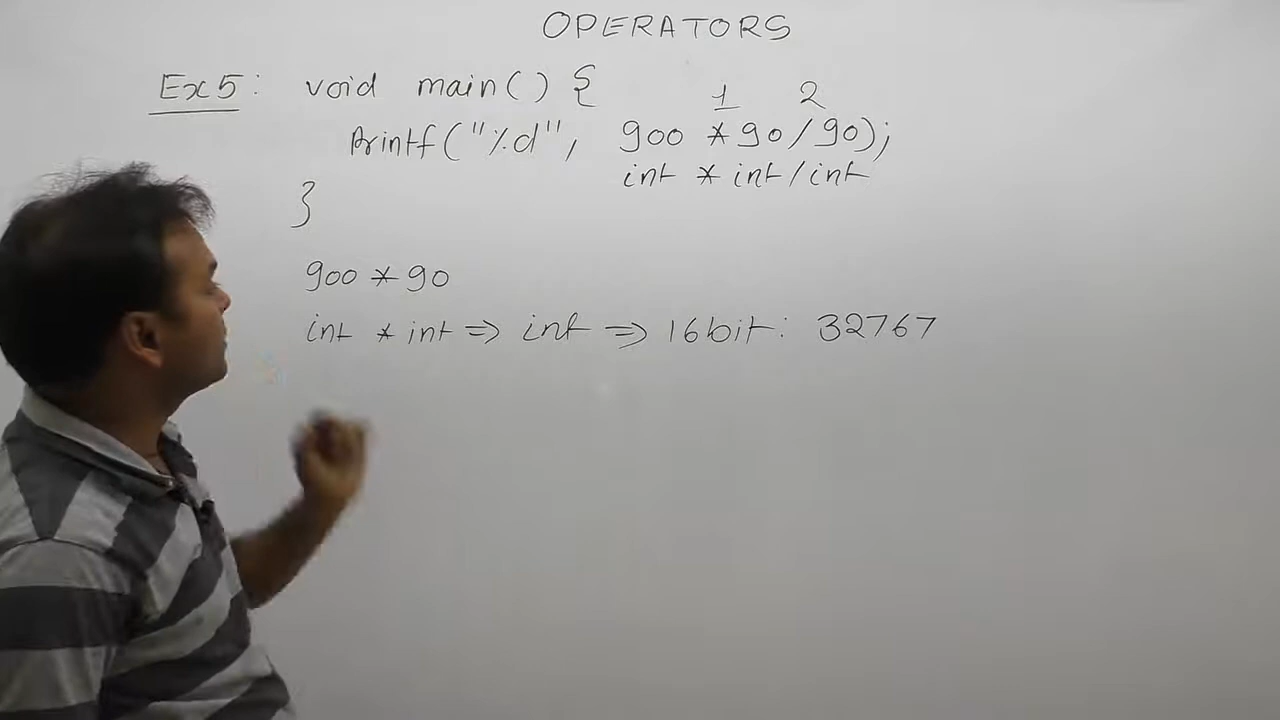 OPERATORS
Ex5: void main() {
1 2
printf("%d", 900 * 90/90);
int * int/int
}
900 * 90
int * int => int => 16bit: 32767